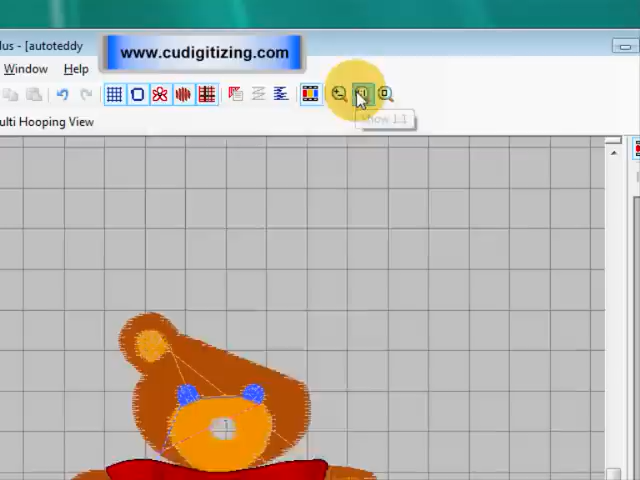 lus - [autoteddy
www.cudigitizing.com
Window Help
Show 1:1
ulti Hooping View